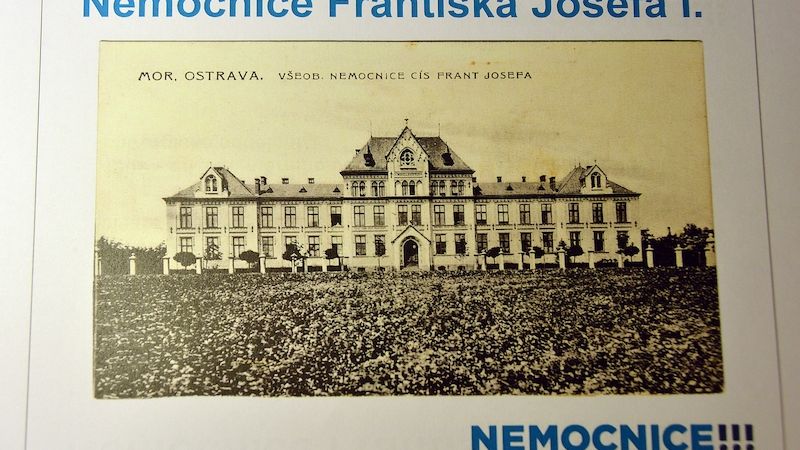 Nemocnice Františka Josefa I.
MOR. OSTRAVA. VŠEOB. NEMOCNICE CÍS FRANT JOSEFA
NEMOCNICE!!!